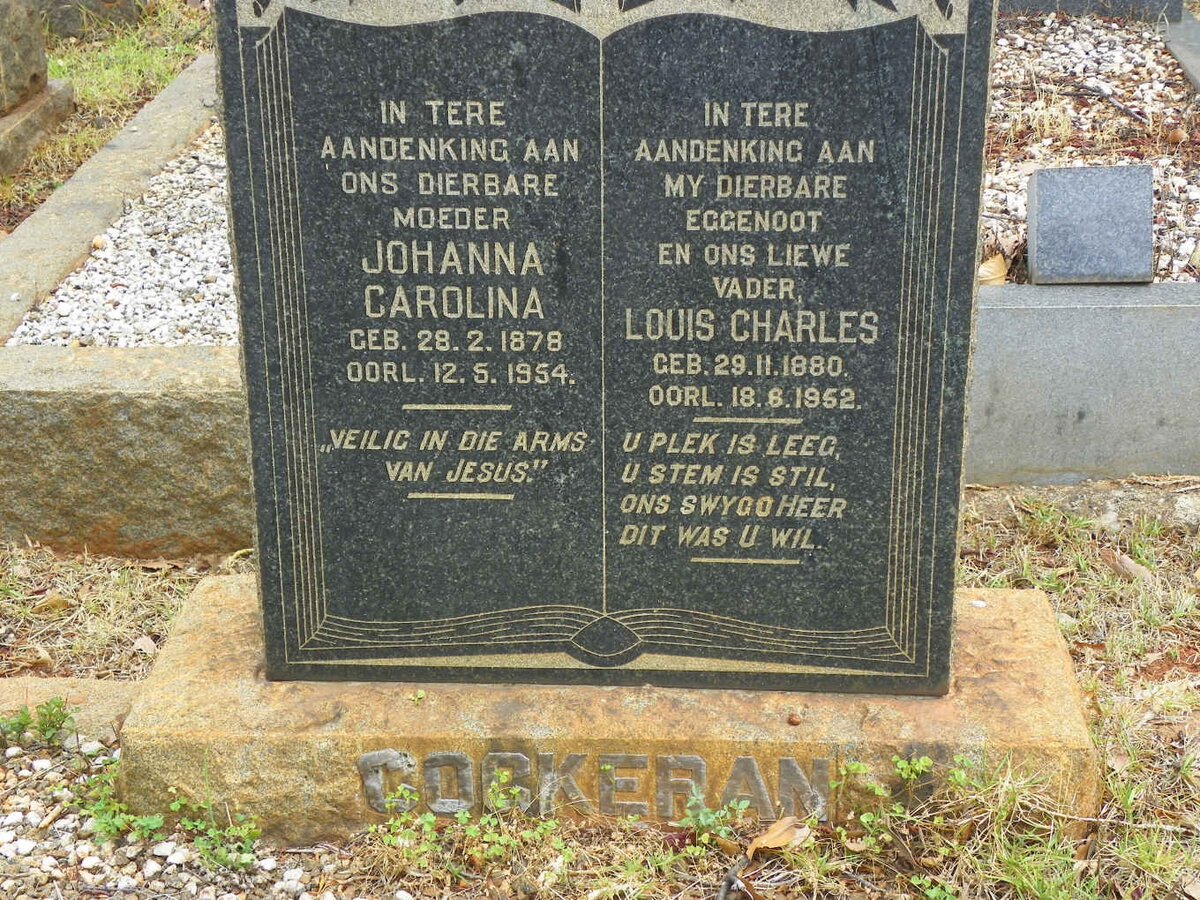 IN TERE
AANDENKING AAN
ONS DIERBARE
MOEDER
JOHANNA
CAROLINA
GEB. 28. 2. 1878
OORL. 12. 5. 1954.
„VEILIG IN DIE ARMS
VAN JESUS."
IN TERE
AANDENKING AAN
MY DIERBARE
EGGENOOT
EN ONS LIEWE
VADER,
LOUIS CHARLES
GEB. 29.11.1880.
OORL. 18.6.1952.
U PLEK IS LEEG,
U STEM IS STIL,
ONS SWYG O HEER
DIT WAS U WIL.
COCKERAN